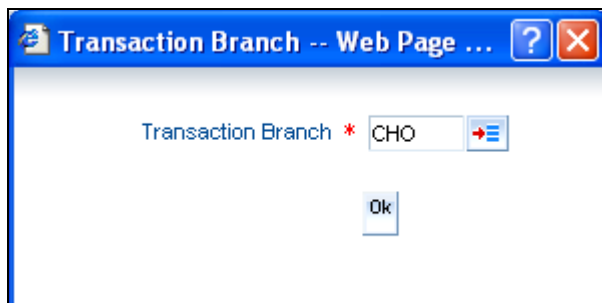 Transaction Branch -- Web Page ...
Transaction Branch * CHO
Ok